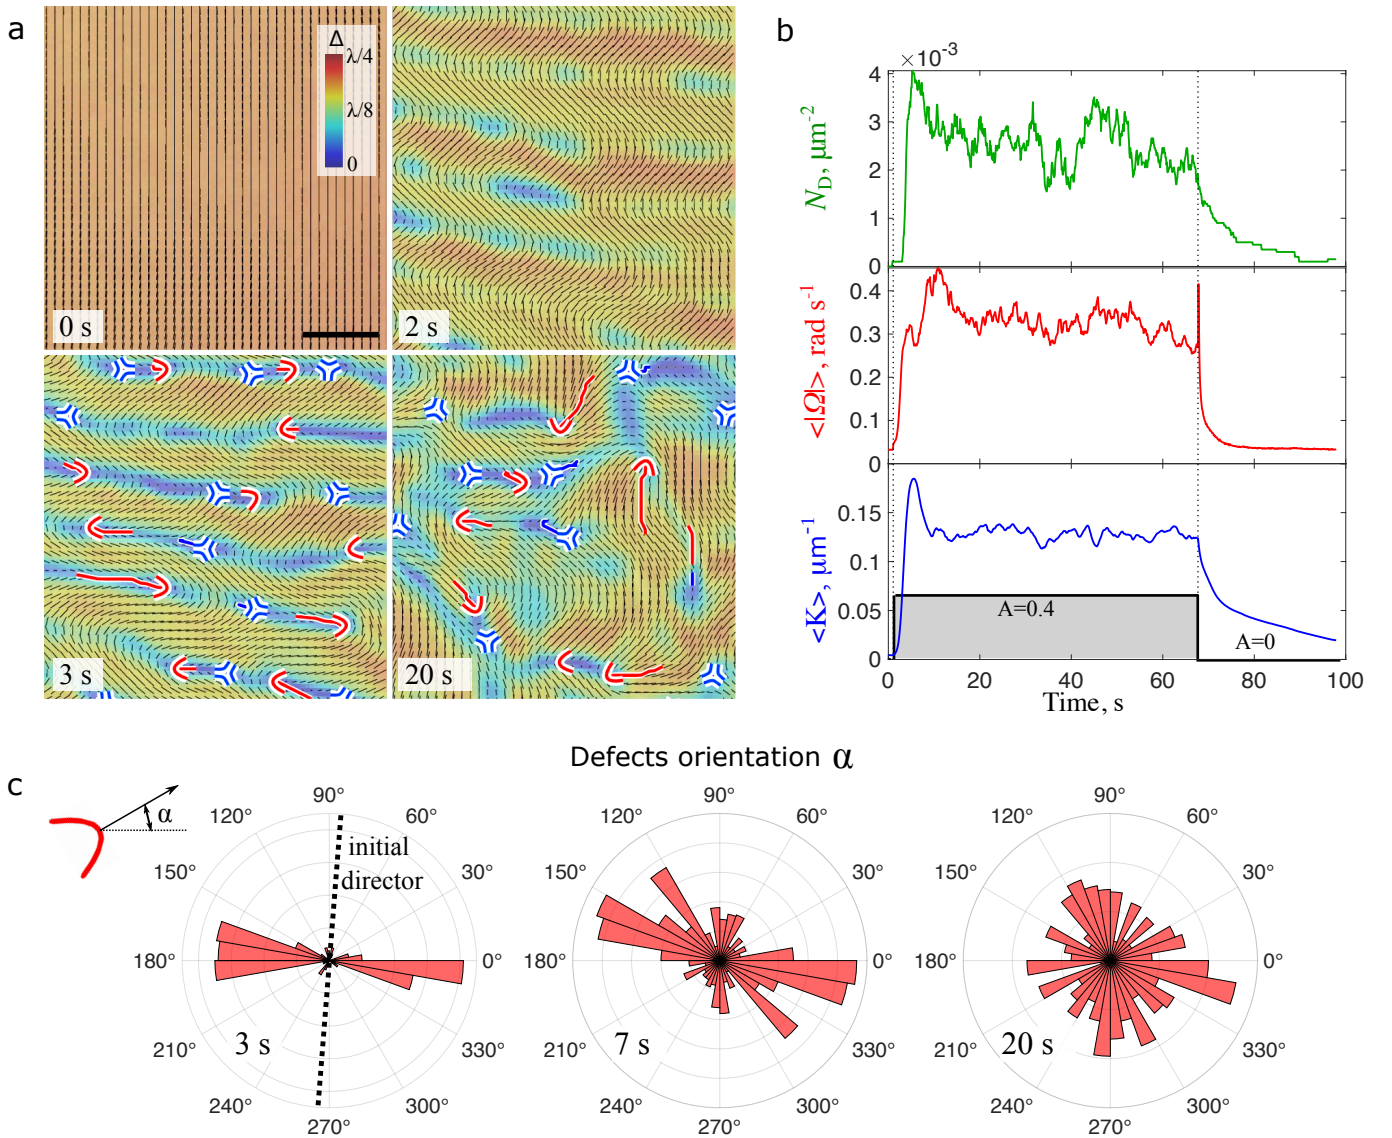 a
Δ
λ/4
λ/8
0
0 s
2 s
3 s
20 s
b
×10⁻³
4
3
2
1
0
N_D, μm⁻²
0.4
0.3
0.2
0.1
0
<|Ω|>, rad s⁻¹
0.15
0.1
0.05
0
<K>, μm⁻¹
A=0.4
A=0
0 20 40 60 80 100
Time, s
Defects orientation α
c
α
90°
120° 60°
150° 30°
180° 0°
210° 330°
240° 300°
270°
initial
director
3 s
90°
120° 60°
150° 30°
180° 0°
210° 330°
240° 300°
270°
7 s
90°
120° 60°
150° 30°
180° 0°
210° 330°
240° 300°
270°
20 s